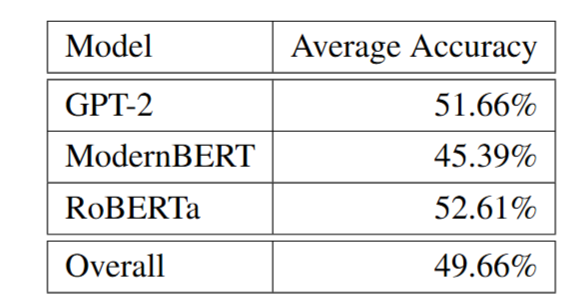 Model Average Accuracy
GPT-2 51.66%
ModernBERT 45.39%
RoBERTa 52.61%
Overall 49.66%